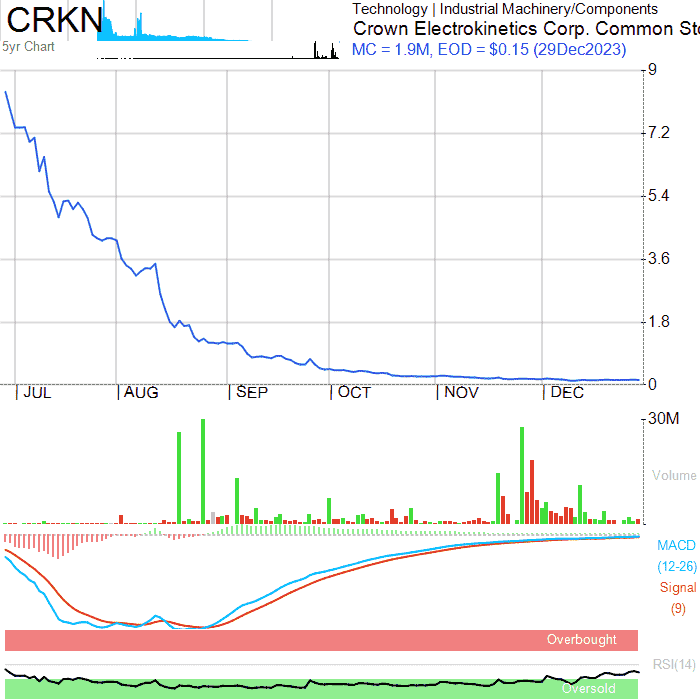 CRKN
5yr Chart
Technology | Industrial Machinery/Components
Crown Electrokinetics Corp. Common Sto
MC = 1.9M, EOD = $0.15 (29Dec2023)
9
7.2
5.4
3.6
1.8
0
JUL AUG SEP OCT NOV DEC
30M
Volume
MACD
(12-26)
Signal
(9)
Overbought
RSI(14)
Oversold